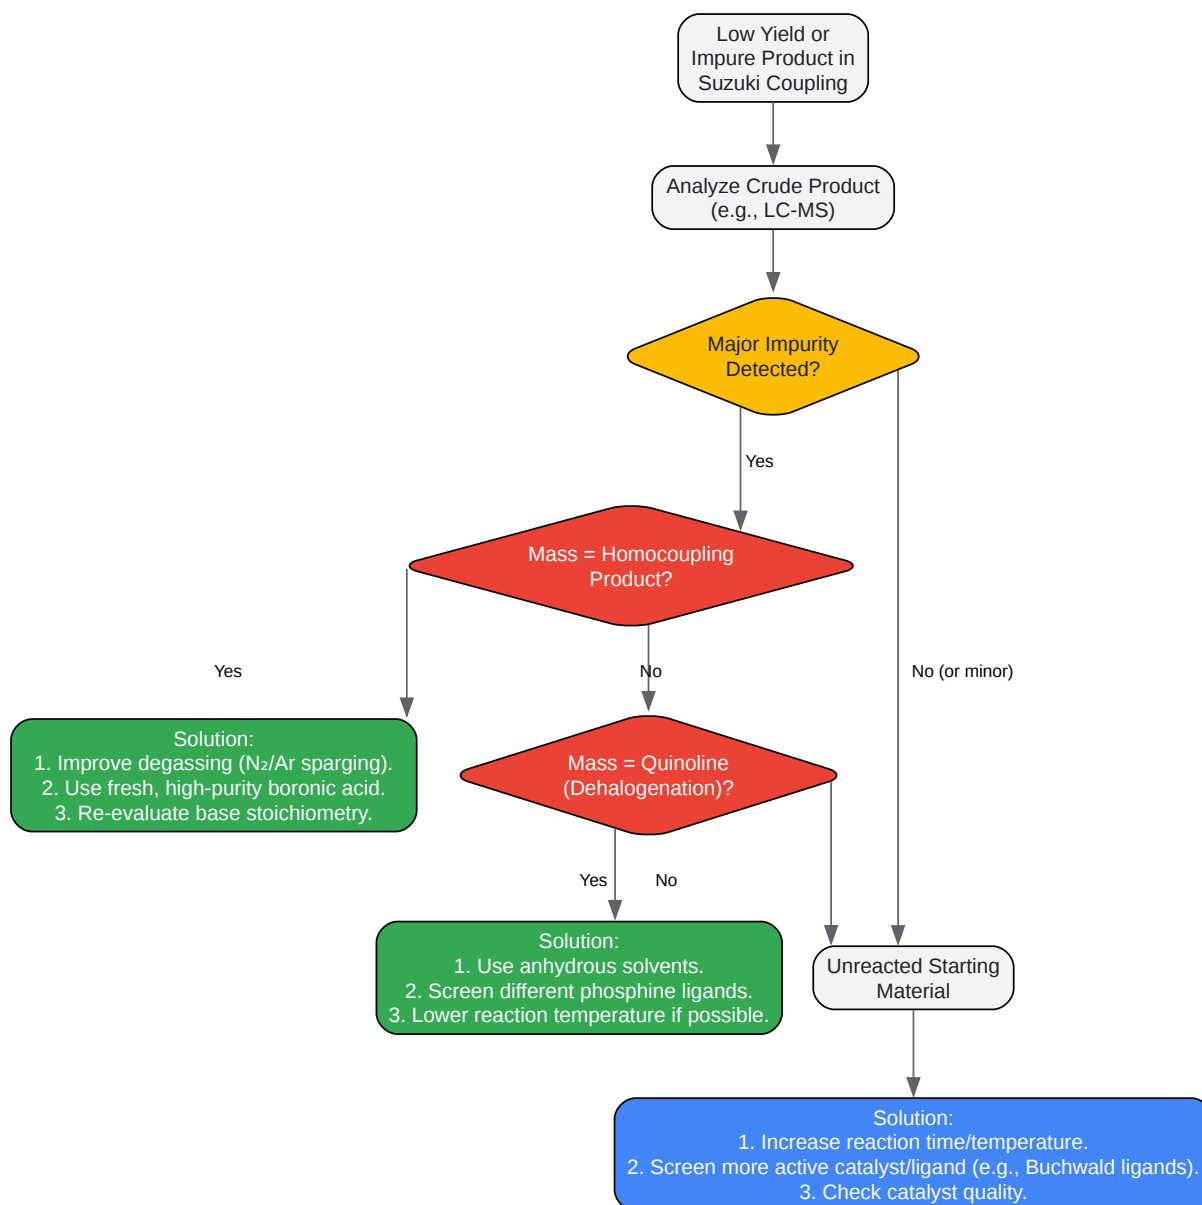 Low Yield or
Impure Product in
Suzuki Coupling
Analyze Crude Product
(e.g., LC-MS)
Major Impurity
Detected?
Yes
Mass = Homocoupling
Product?
Yes
No
No (or minor)
Solution:
1. Improve degassing (N₂/Ar sparging).
2. Use fresh, high-purity boronic acid.
3. Re-evaluate base stoichiometry.
Mass = Quinoline
(Dehalogenation)?
Yes
No
Solution:
1. Use anhydrous solvents.
2. Screen different phosphine ligands.
3. Lower reaction temperature if possible.
Unreacted Starting
Material
Solution:
1. Increase reaction time/temperature.
2. Screen more active catalyst/ligand (e.g., Buchwald ligands).
3. Check catalyst quality.